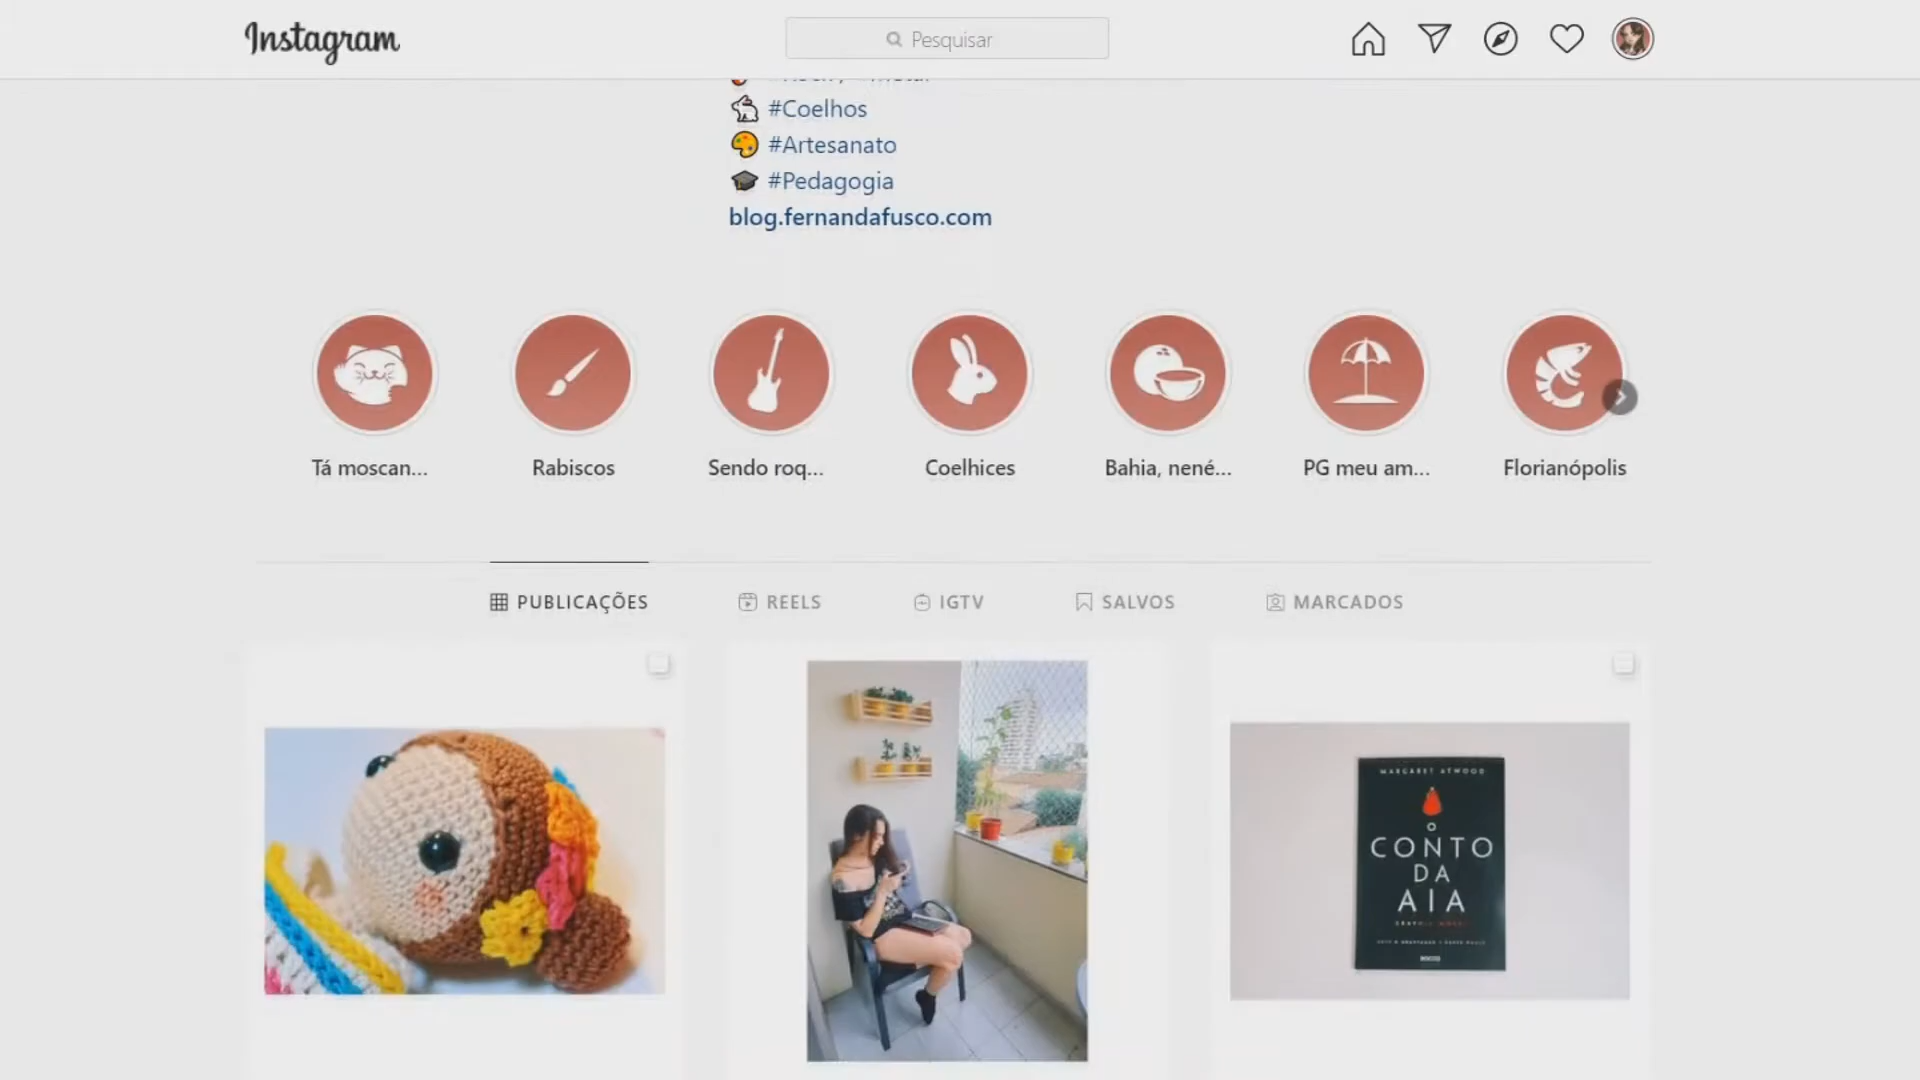 Instagram
Pesquisar
#Coelhos
#Artesanato
#Pedagogia
blog.fernandafusco.com
Tá moscan...
Rabiscos
Sendo roq...
Coelhices
Bahia, nené...
PG meu am...
Florianópolis
PUBLICAÇÕES
REELS
IGTV
SALVOS
MARCADOS
MARGARET ATWOOD
O
CONTO
DA
AIA